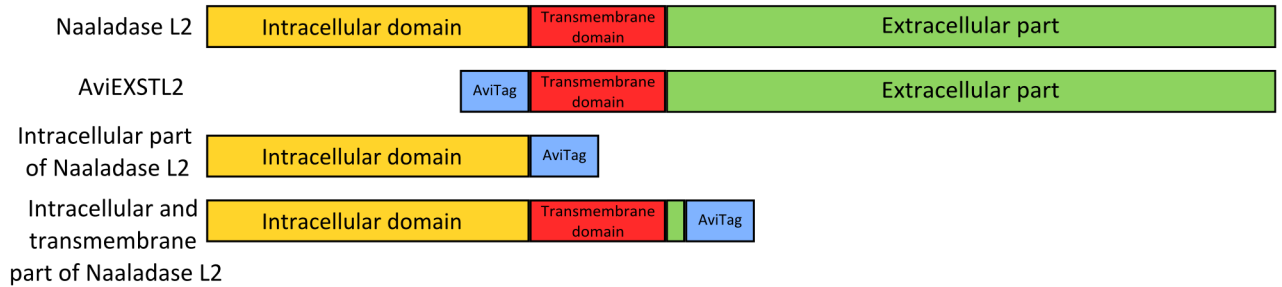 Naaladase L2
Intracellular domain
Transmembrane
domain
Extracellular part
AviEXSTL2
AviTag
Transmembrane
domain
Extracellular part
Intracellular part
of Naaladase L2
Intracellular domain
AviTag
Intracellular and
transmembrane
part of Naaladase L2
Intracellular domain
Transmembrane
domain
AviTag